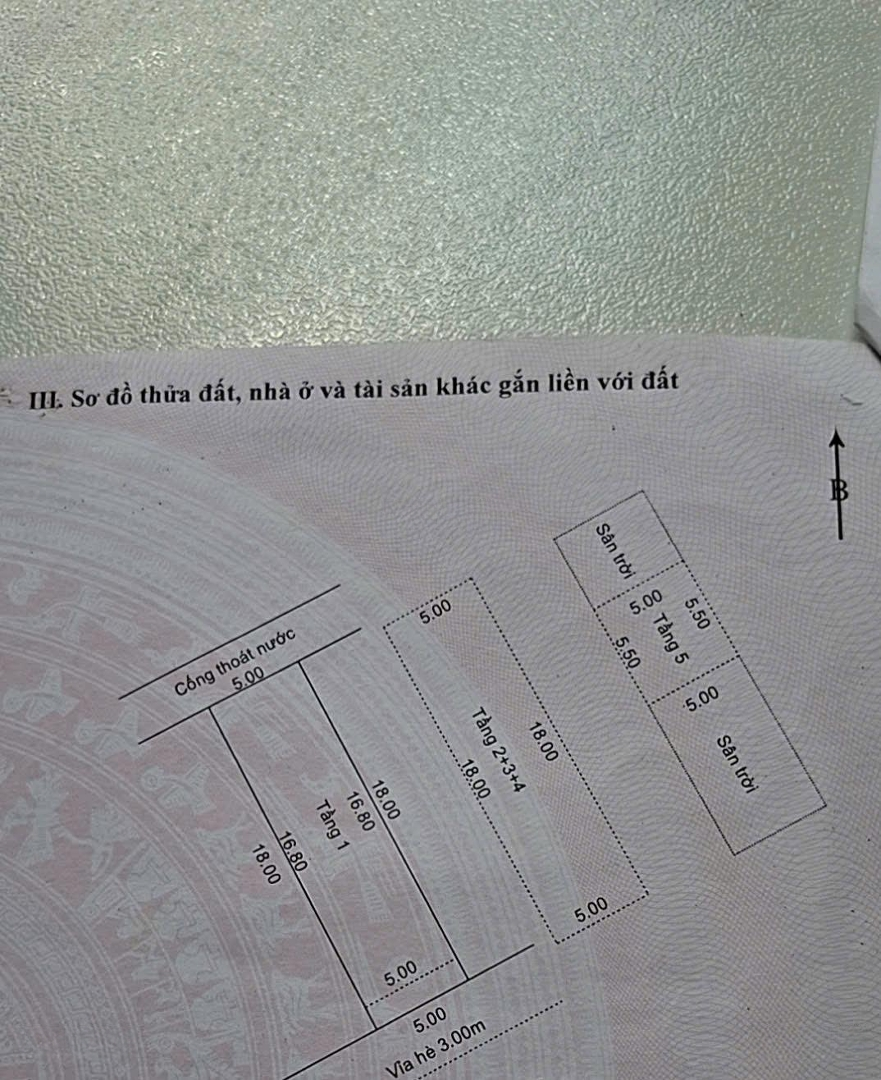 III. Sơ đồ thửa đất, nhà ở và tài sản khác gắn liền với đất
B
Cống thoát nước
5.00
18.00
16.80
Tầng 1
16.80
18.00
5.00
5.00
Vỉa hè 3.00m
5.00
Tầng 2+3+4
18.00
18.00
5.00
Sân trời
5.00
5.50
Tầng 5
5.50
5.00
Sân trời